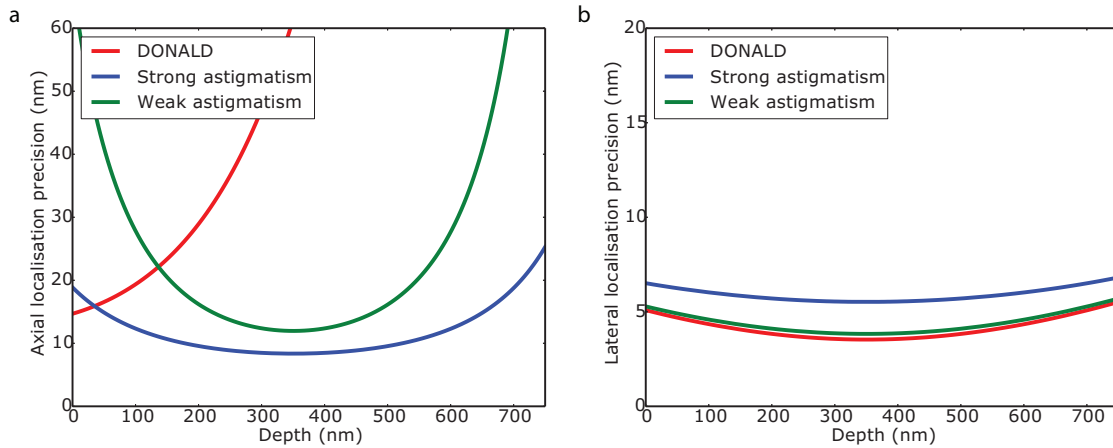 a
Axial localisation precision (nm)
60
50
40
30
20
10
0
DONALD
Strong astigmatism
Weak astigmatism
0 100 200 300 400 500 600 700
Depth (nm)
b
Lateral localisation precision (nm)
20
15
10
5
0
DONALD
Strong astigmatism
Weak astigmatism
0 100 200 300 400 500 600 700
Depth (nm)